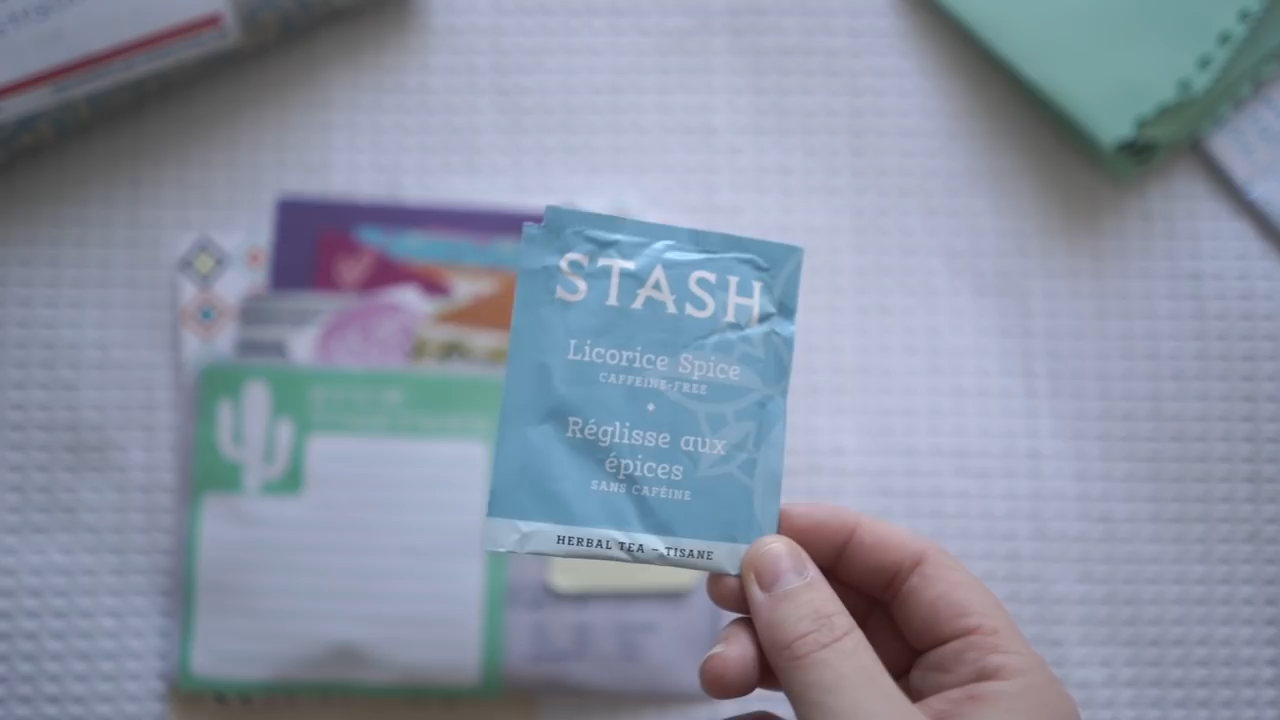 STASH
Licorice Spice
CAFFEINE-FREE
Réglisse aux
épices
SANS CAFÉINE
HERBAL TEA – TISANE